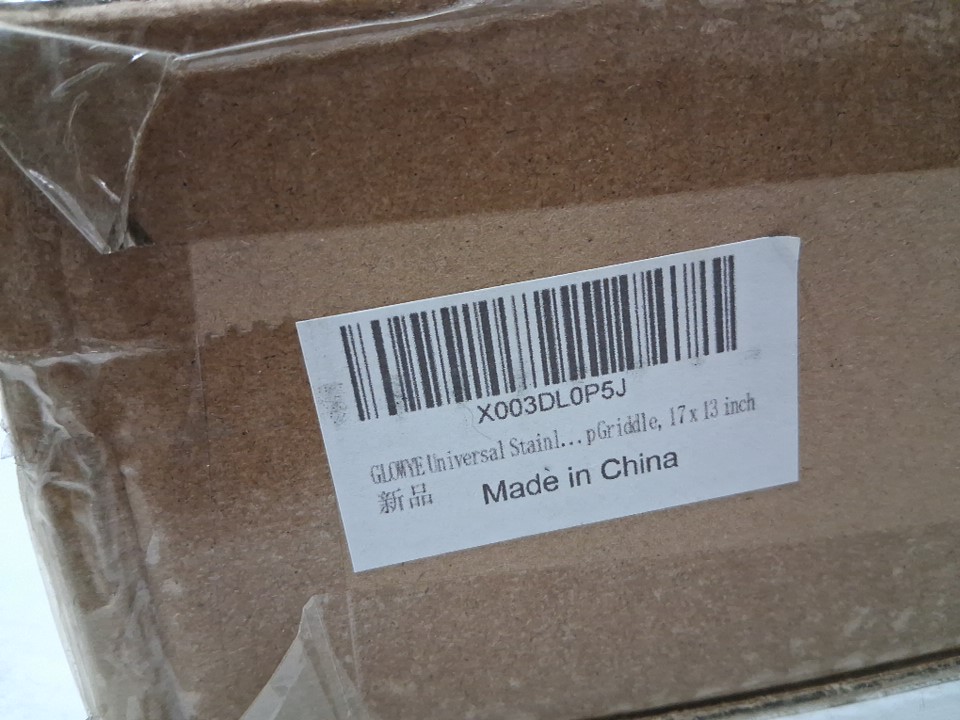 X003DL0P5J
GLOWYE Universal Stainl...pGriddle, 17 x 13 inch
新品 Made in China